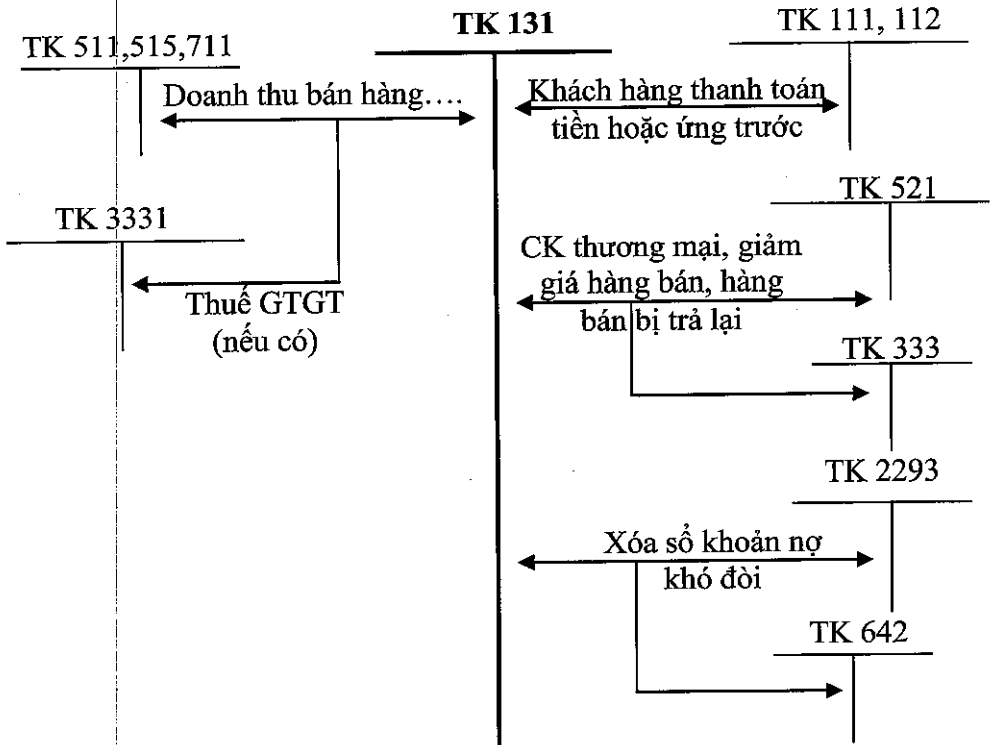 TK 131
TK 111, 112
TK 511,515,711
Doanh thu bán hàng….
Khách hàng thanh toán
tiền hoặc ứng trước
TK 521
TK 3331
CK thương mại, giảm
giá hàng bán, hàng
bán bị trả lại
Thuế GTGT
(nếu có)
TK 333
TK 2293
Xóa sổ khoản nợ
khó đòi
TK 642